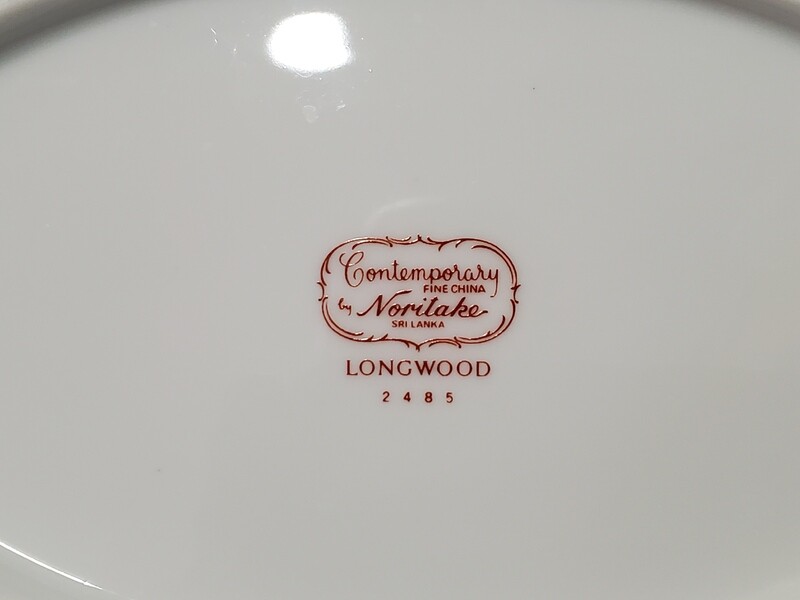 Contemporary
FINE CHINA
by Noritake
SRI LANKA
LONGWOOD
2485